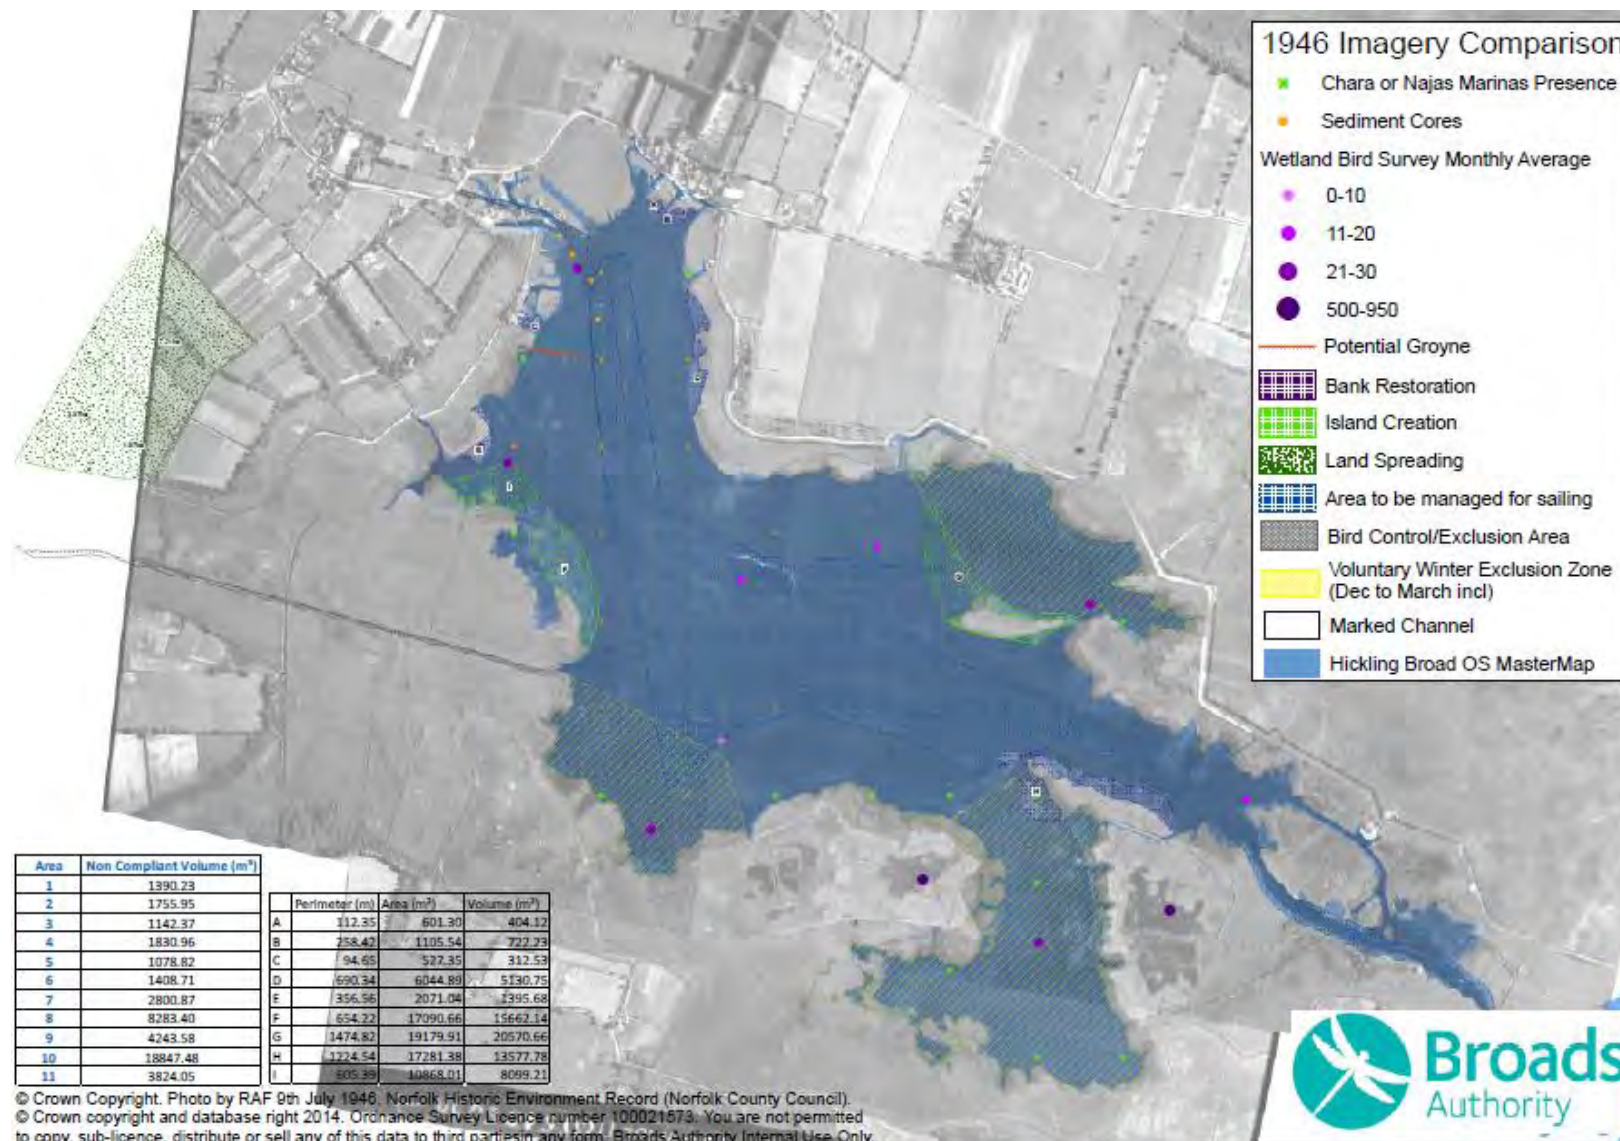 1946 Imagery Comparison
Chara or Najas Marinas Presence
Sediment Cores
Wetland Bird Survey Monthly Average
0-10
11-20
21-30
500-950
Potential Groyne
Bank Restoration
Island Creation
Land Spreading
Area to be managed for sailing
Bird Control/Exclusion Area
Voluntary Winter Exclusion Zone
(Dec to March incl)
Marked Channel
Hickling Broad OS MasterMap
Area Non Compliant Volume (m³)
1 1390.23
2 1755.95
3 1142.37
4 1830.96
5 1078.82
6 1408.71
7 2800.87
8 8283.40
9 4243.58
10 18847.48
11 3824.05
Perimeter (m) Area (m²) Volume (m³)
A 112.35 601.30 404.12
B 258.42 1105.54 722.23
C 94.65 527.35 312.53
D 690.34 6044.89 5130.75
E 356.56 2071.04 1395.68
F 654.22 17090.66 15662.14
G 1474.82 19179.91 20570.66
H 1224.54 17281.38 13577.78
I 605.39 10868.01 8099.21
© Crown Copyright. Photo by RAF 9th July 1946, Norfolk Historic Environment Record (Norfolk County Council).
© Crown copyright and database right 2014. Ordnance Survey Licence number 100021573. You are not permitted
to copy, sub-licence, distribute or sell any of this data to third parties in any form. Broads Authority Internal Use Only
Broads
Authority